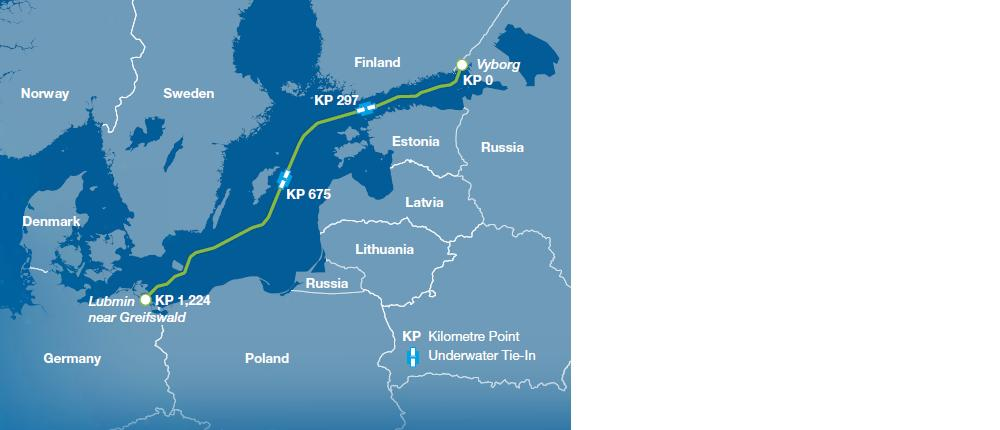 Finland
Vyborg
KP 0
Norway
Sweden
KP 297
Estonia
Russia
KP 675
Latvia
Denmark
Lithuania
Russia
Lubmin
near Greifswald
KP 1,224
KP Kilometre Point
Underwater Tie-In
Germany
Poland